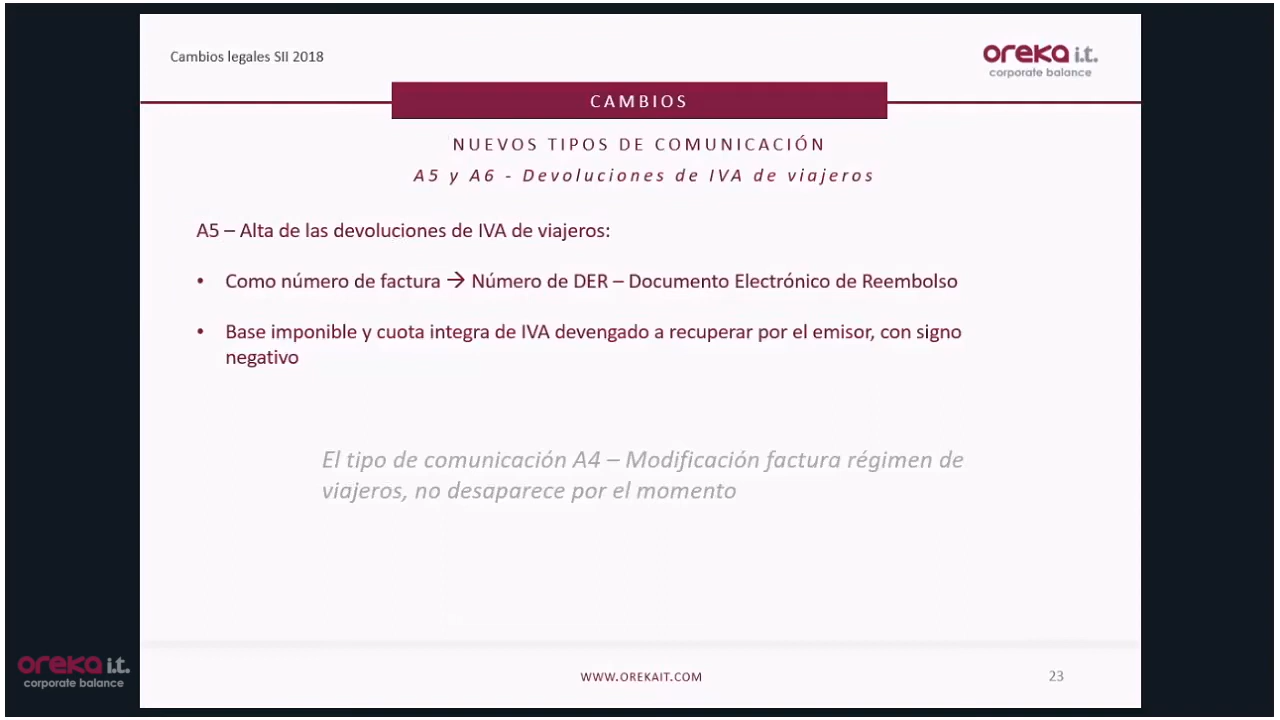 Cambios legales SII 2018
oreka i.t.
corporate balance
CAMBIOS
NUEVOS TIPOS DE COMUNICACIÓN
A5 y A6 - Devoluciones de IVA de viajeros
A5 – Alta de las devoluciones de IVA de viajeros:
• Como número de factura → Número de DER – Documento Electrónico de Reembolso
• Base imponible y cuota integra de IVA devengado a recuperar por el emisor, con signo
negativo
El tipo de comunicación A4 – Modificación factura régimen de
viajeros, no desaparece por el momento
oreka i.t.
corporate balance
WWW.OREKAIT.COM
23